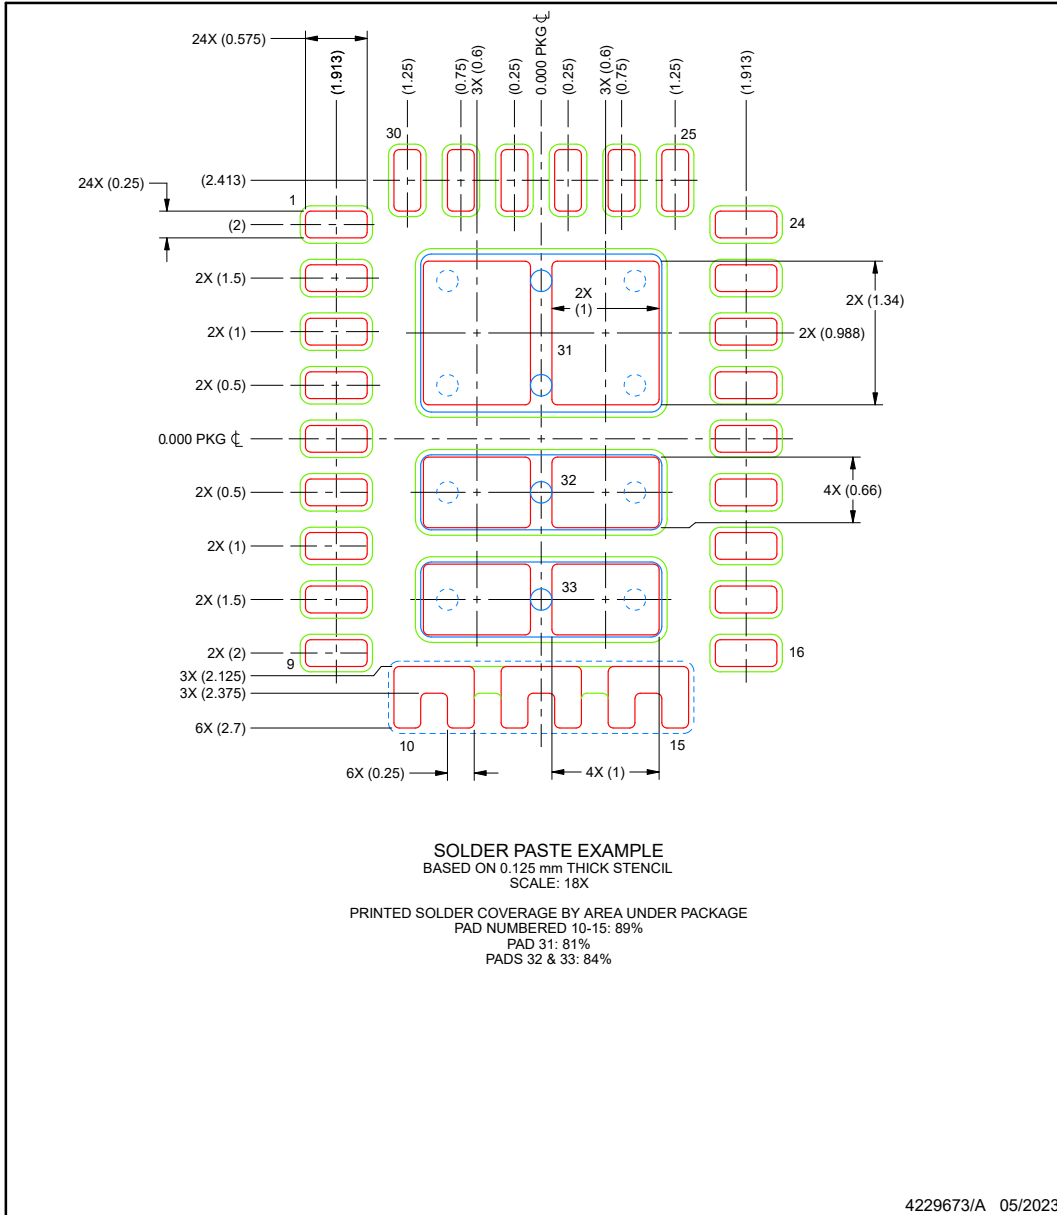 24X (0.575)
(1.913)
(1.25)
(0.75)
3X (0.6)
(0.25)
0.000 PKG ℄
(0.25)
3X (0.6)
(0.75)
(1.25)
(1.913)
30
25
24X (0.25)
(2.413)
1
(2)
24
2X (1.5)
2X
(1)
2X (1.34)
2X (1)
2X (0.988)
31
2X (0.5)
0.000 PKG ℄
32
2X (0.5)
4X (0.66)
2X (1)
33
2X (1.5)
2X (2)
9
16
3X (2.125)
3X (2.375)
6X (2.7)
10
15
6X (0.25)
4X (1)
SOLDER PASTE EXAMPLE
BASED ON 0.125 mm THICK STENCIL
SCALE: 18X
PRINTED SOLDER COVERAGE BY AREA UNDER PACKAGE
PAD NUMBERED 10-15: 89%
PAD 31: 81%
PADS 32 & 33: 84%
4229673/A 05/2023